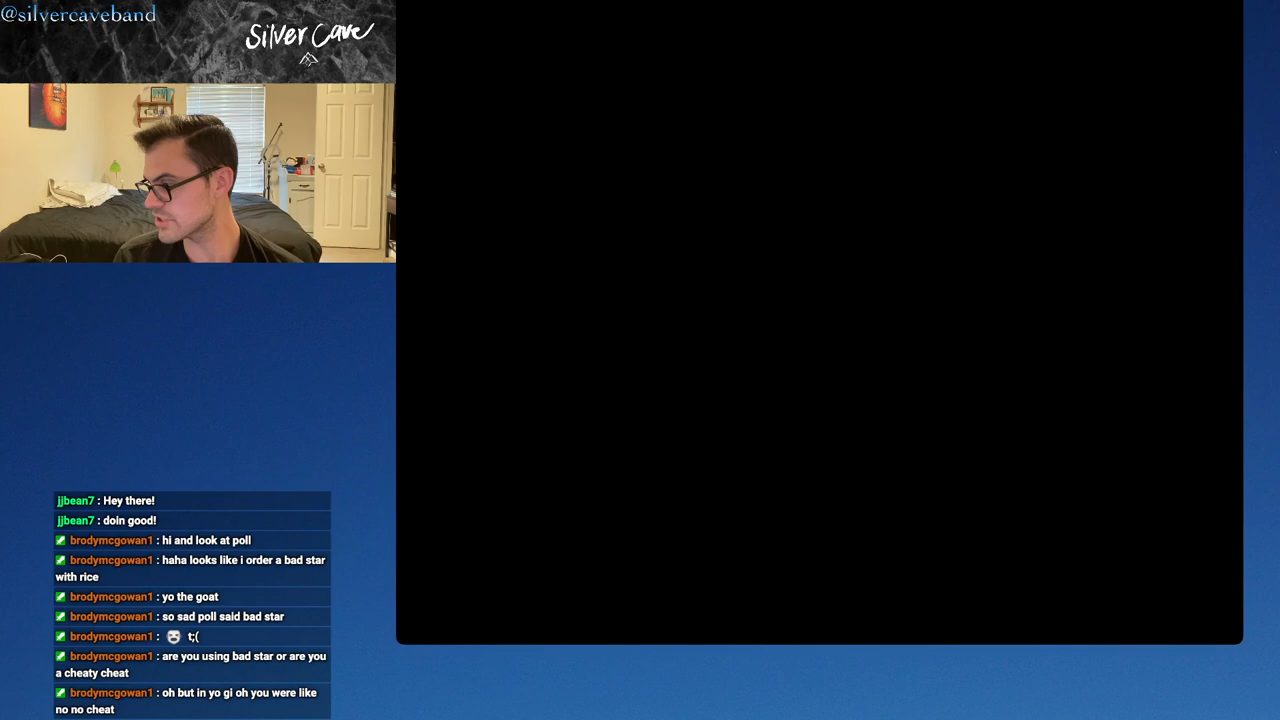 @silvercaveband
Silver Cave
jjbean7 : Hey there!
jjbean7 : doin good!
brodymcgowan1 : hi and look at poll
brodymcgowan1 : haha looks like i order a bad star
with rice
brodymcgowan1 : yo the goat
brodymcgowan1 : so sad poll said bad star
brodymcgowan1 : t;(
brodymcgowan1 : are you using bad star or are you
a cheaty cheat
brodymcgowan1 : oh but in yo gi oh you were like
no no cheat